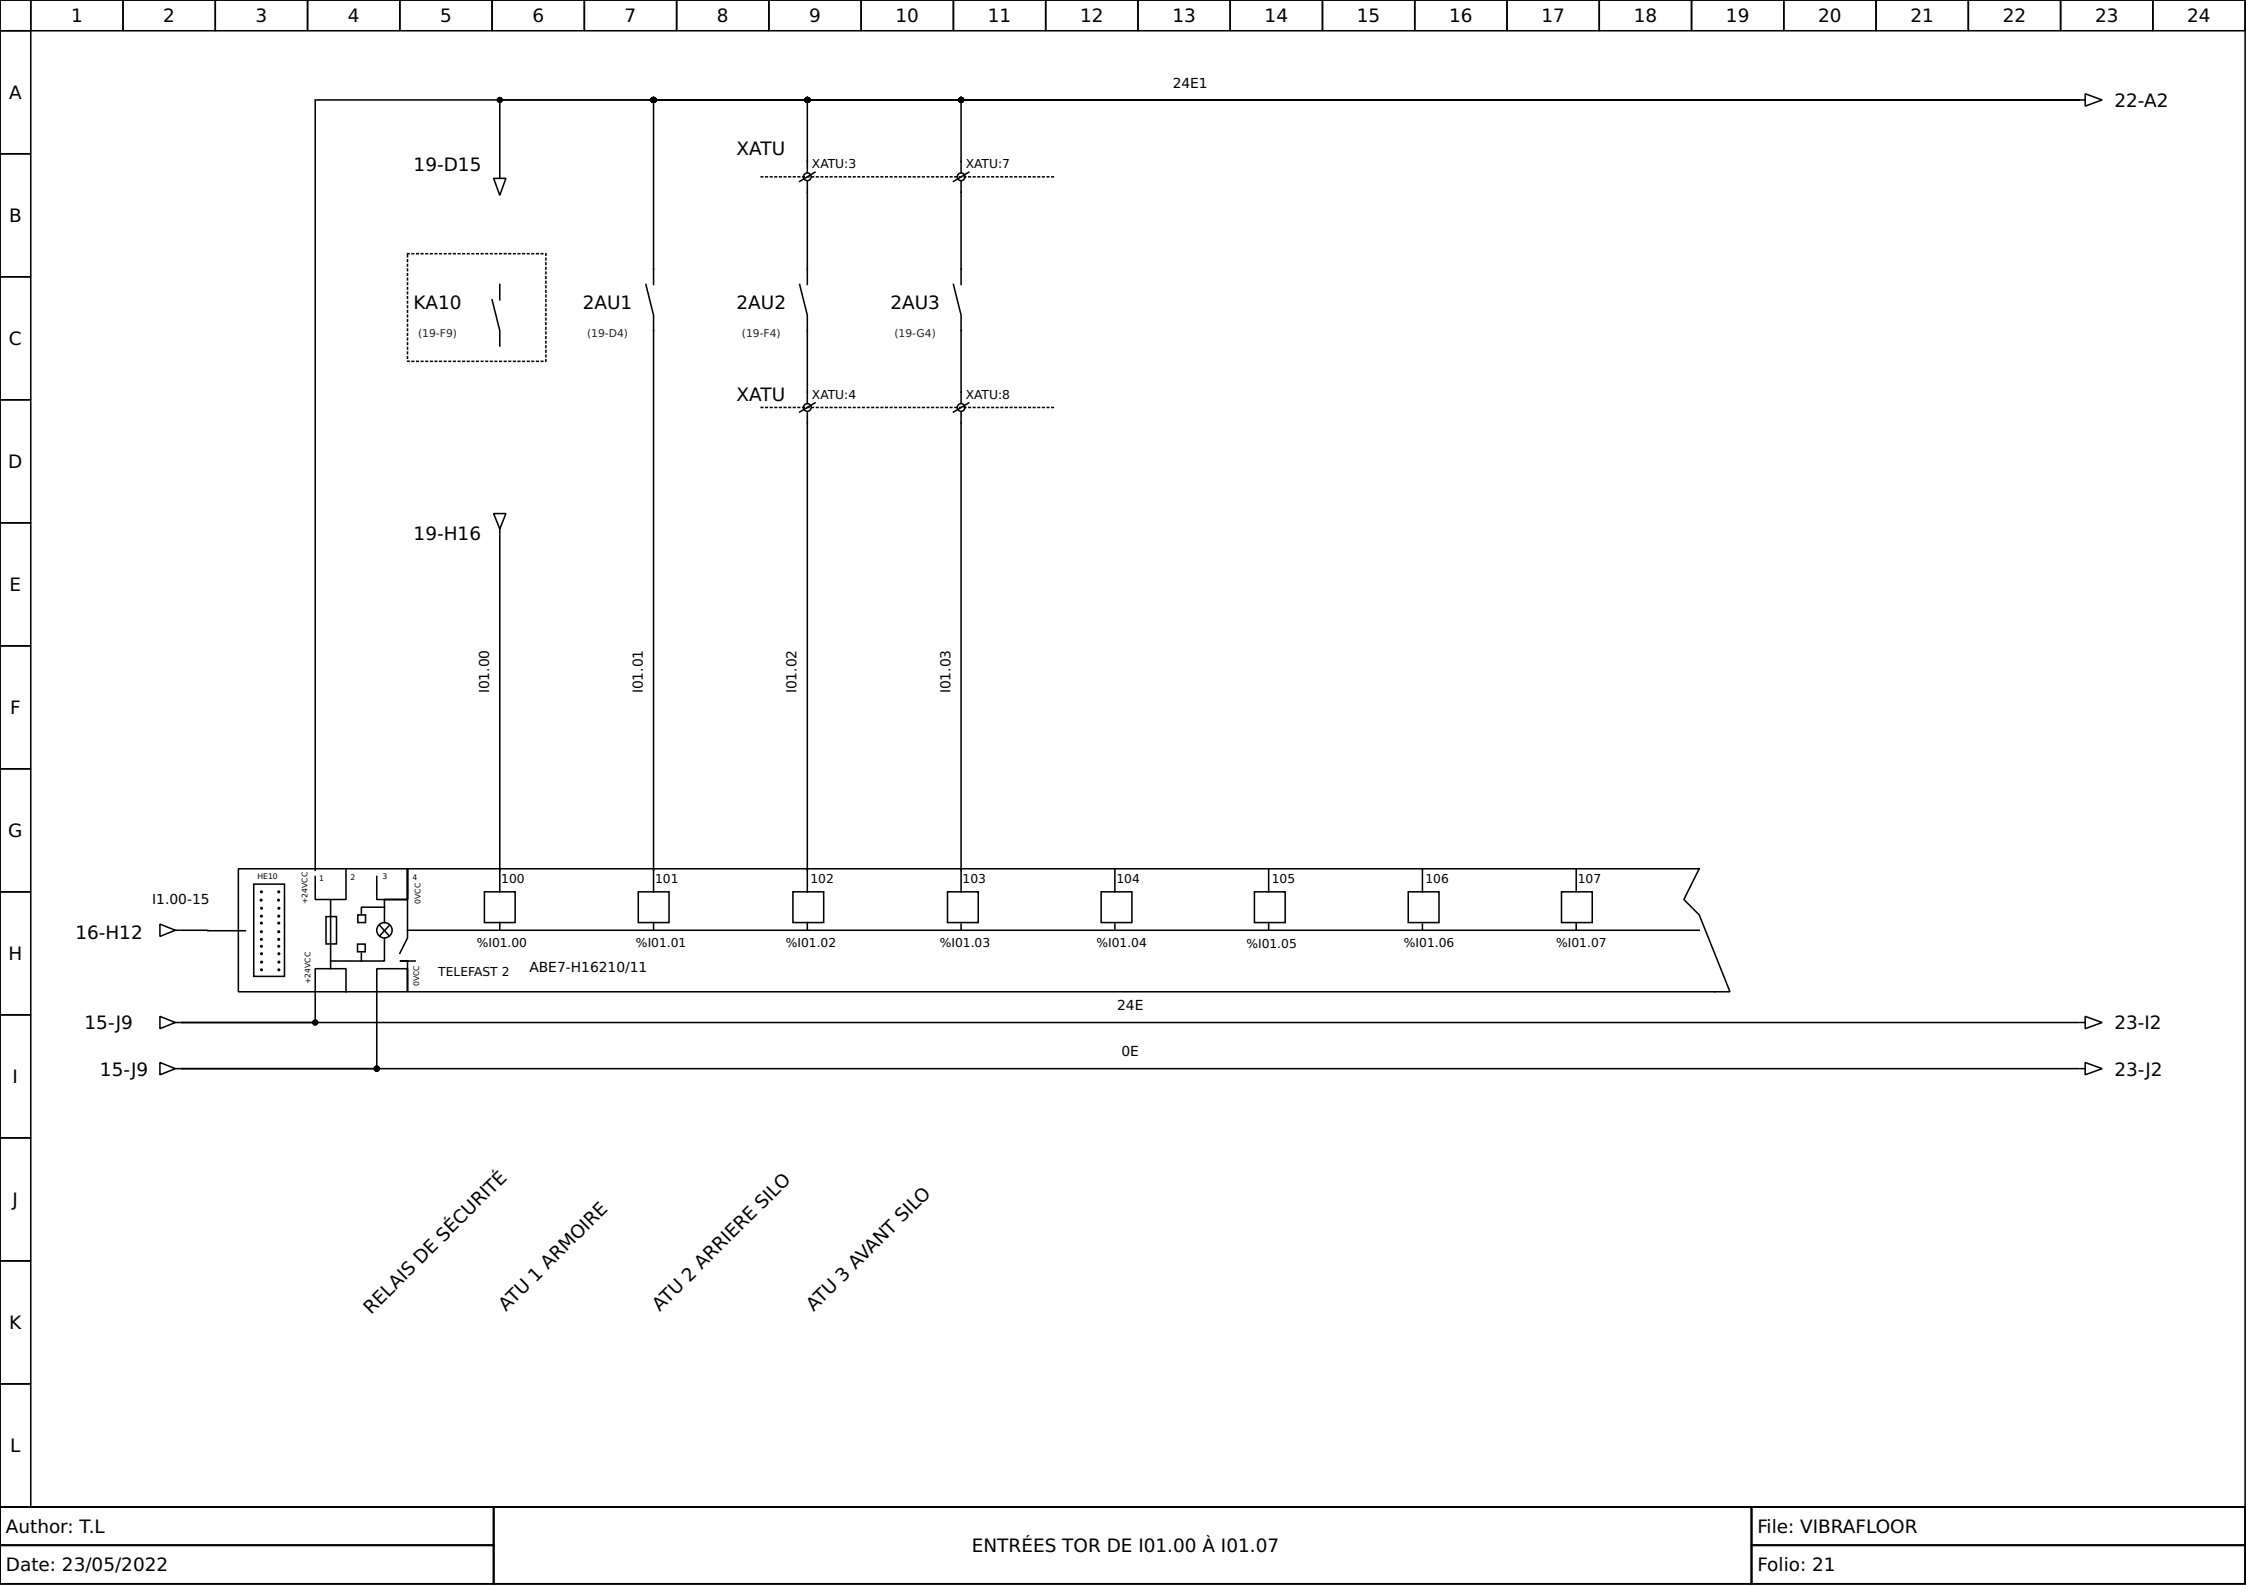 1 2 3 4 5 6 7 8 9 10 11 12 13 14 15 16 17 18 19 20 21 22 23 24
A
24E1
22-A2
XATU
19-D15
XATU:3
XATU:7
B
KA10
2AU1
2AU2
2AU3
(19-F9)
(19-D4)
(19-F4)
(19-G4)
C
XATU
XATU:4
XATU:8
D
19-H16
E
I01.00
I01.01
I01.02
I01.03
F
G
HE10
+24VCC
1
2
3
4
0VCC
100
101
102
103
104
105
106
107
I1.00-15
16-H12
H
%I01.00
%I01.01
%I01.02
%I01.03
%I01.04
%I01.05
%I01.06
%I01.07
+24VCC
0VCC
TELEFAST 2
ABE7-H16210/11
24E
15-J9
23-I2
0E
15-J9
23-J2
I
J
RELAIS DE SÉCURITÉ
ATU 1 ARMOIRE
ATU 2 ARRIERE SILO
ATU 3 AVANT SILO
K
L
Author: T.L
Date: 23/05/2022
ENTRÉES TOR DE I01.00 À I01.07
File: VIBRAFLOOR
Folio: 21